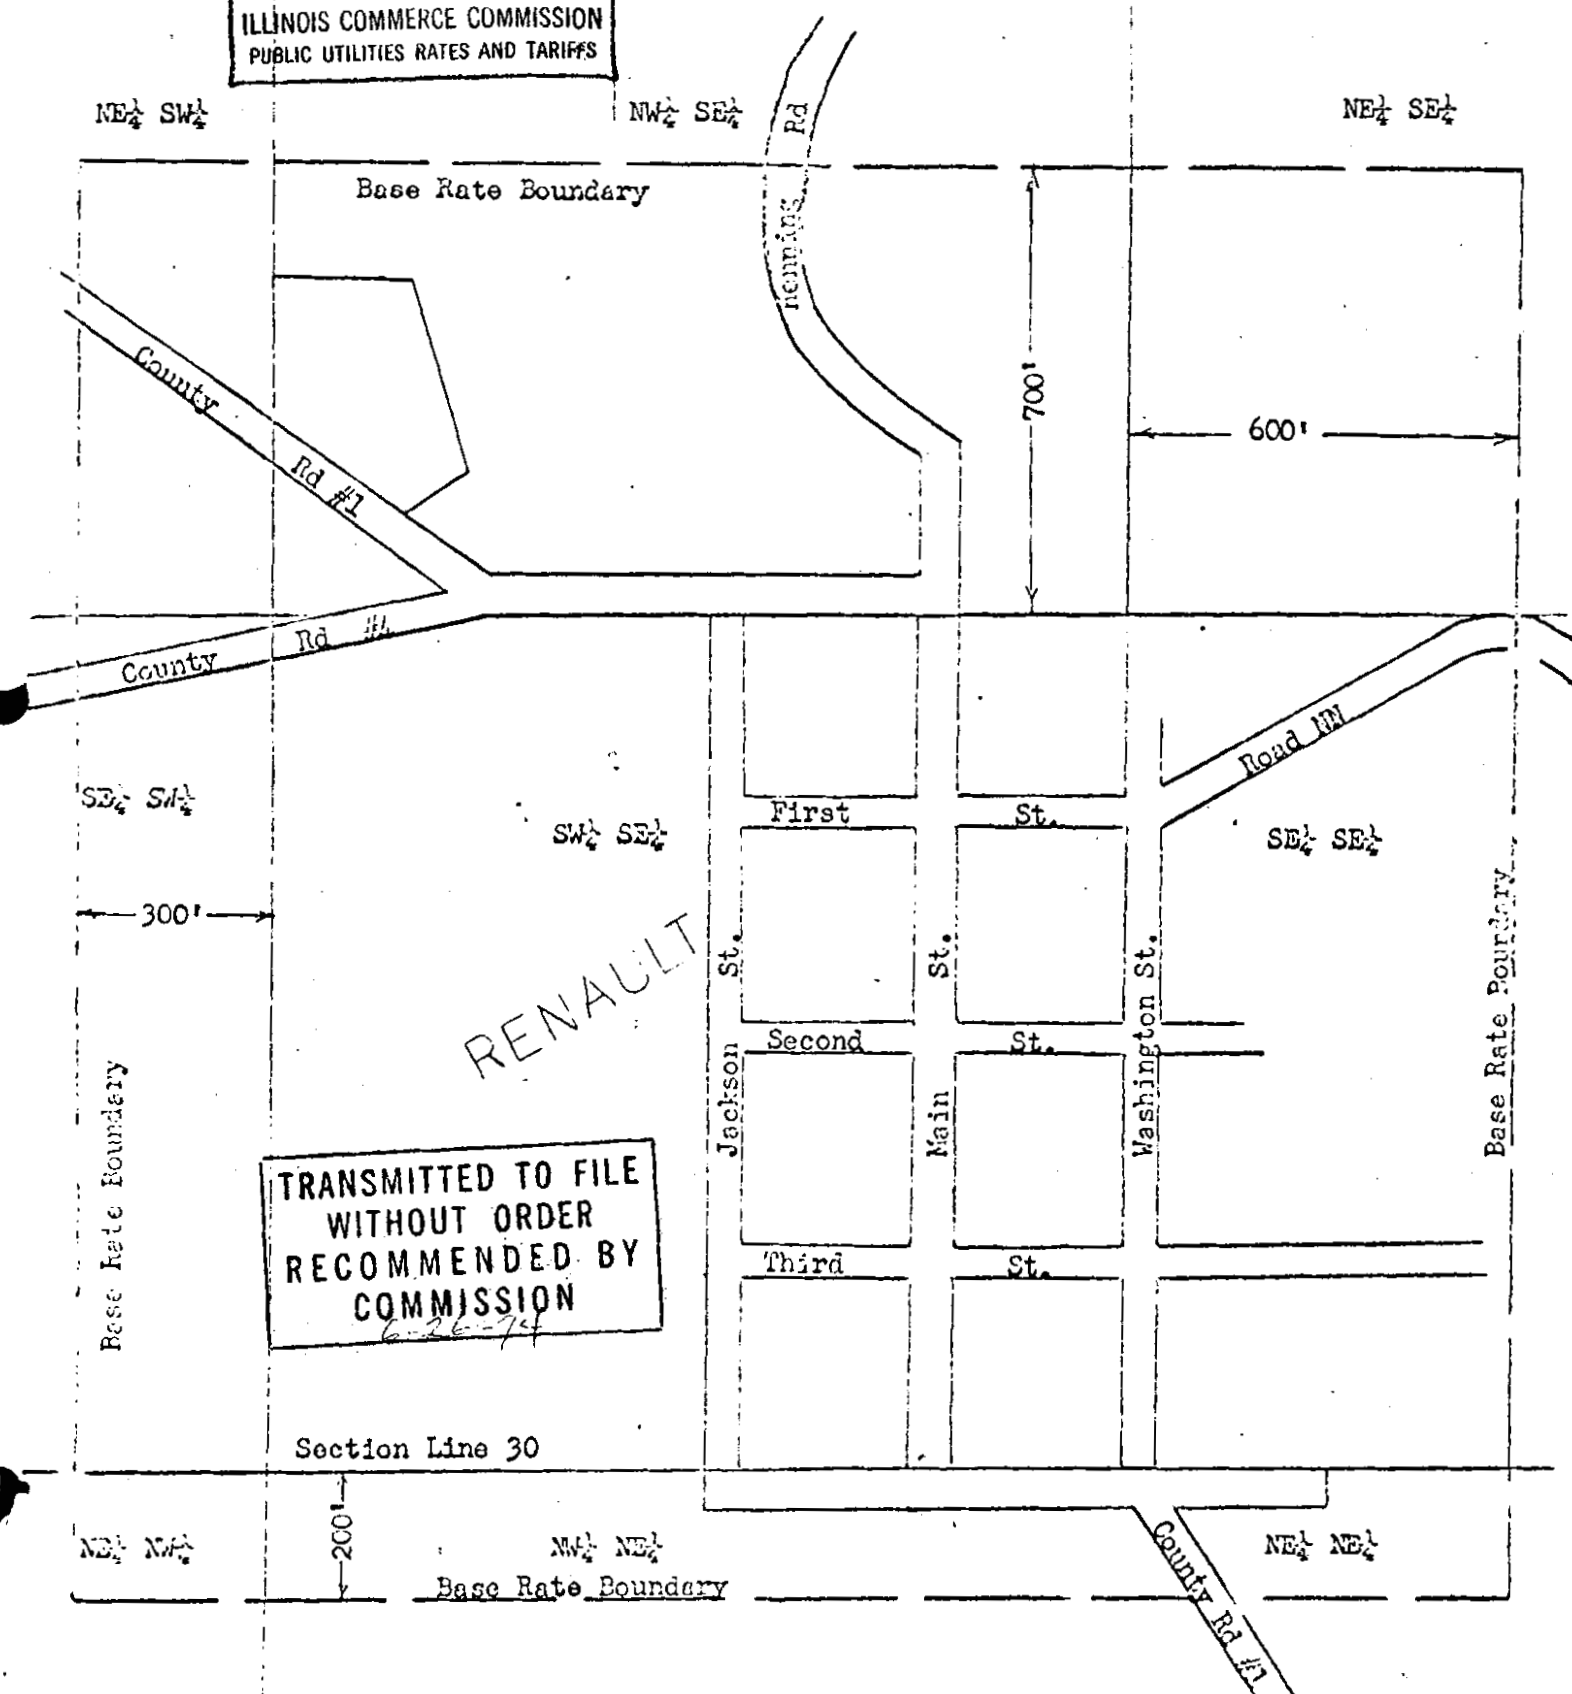 ILLINOIS COMMERCE COMMISSION
PUBLIC UTILITIES RATES AND TARIFFS
NE¼ SW¼
NW¼ SE¼
NE¼ SE¼
Base Rate Boundary
Rd
700'
600'
County Rd #1
County Rd #4
Road NN
SE¼ SW¼
SW¼ SE¼
SE¼ SE¼
First St.
300'
RENAULT
Jackson St.
Main St.
Washington St.
Second St.
Base Rate Boundary
Base Rate Boundary
TRANSMITTED TO FILE
WITHOUT ORDER
RECOMMENDED BY
COMMISSION
6-26-74
Third St.
Section Line 30
200'
NE¼ NW¼
NW¼ NE¼
NE¼ NE¼
Base Rate Boundary
County Rd #1